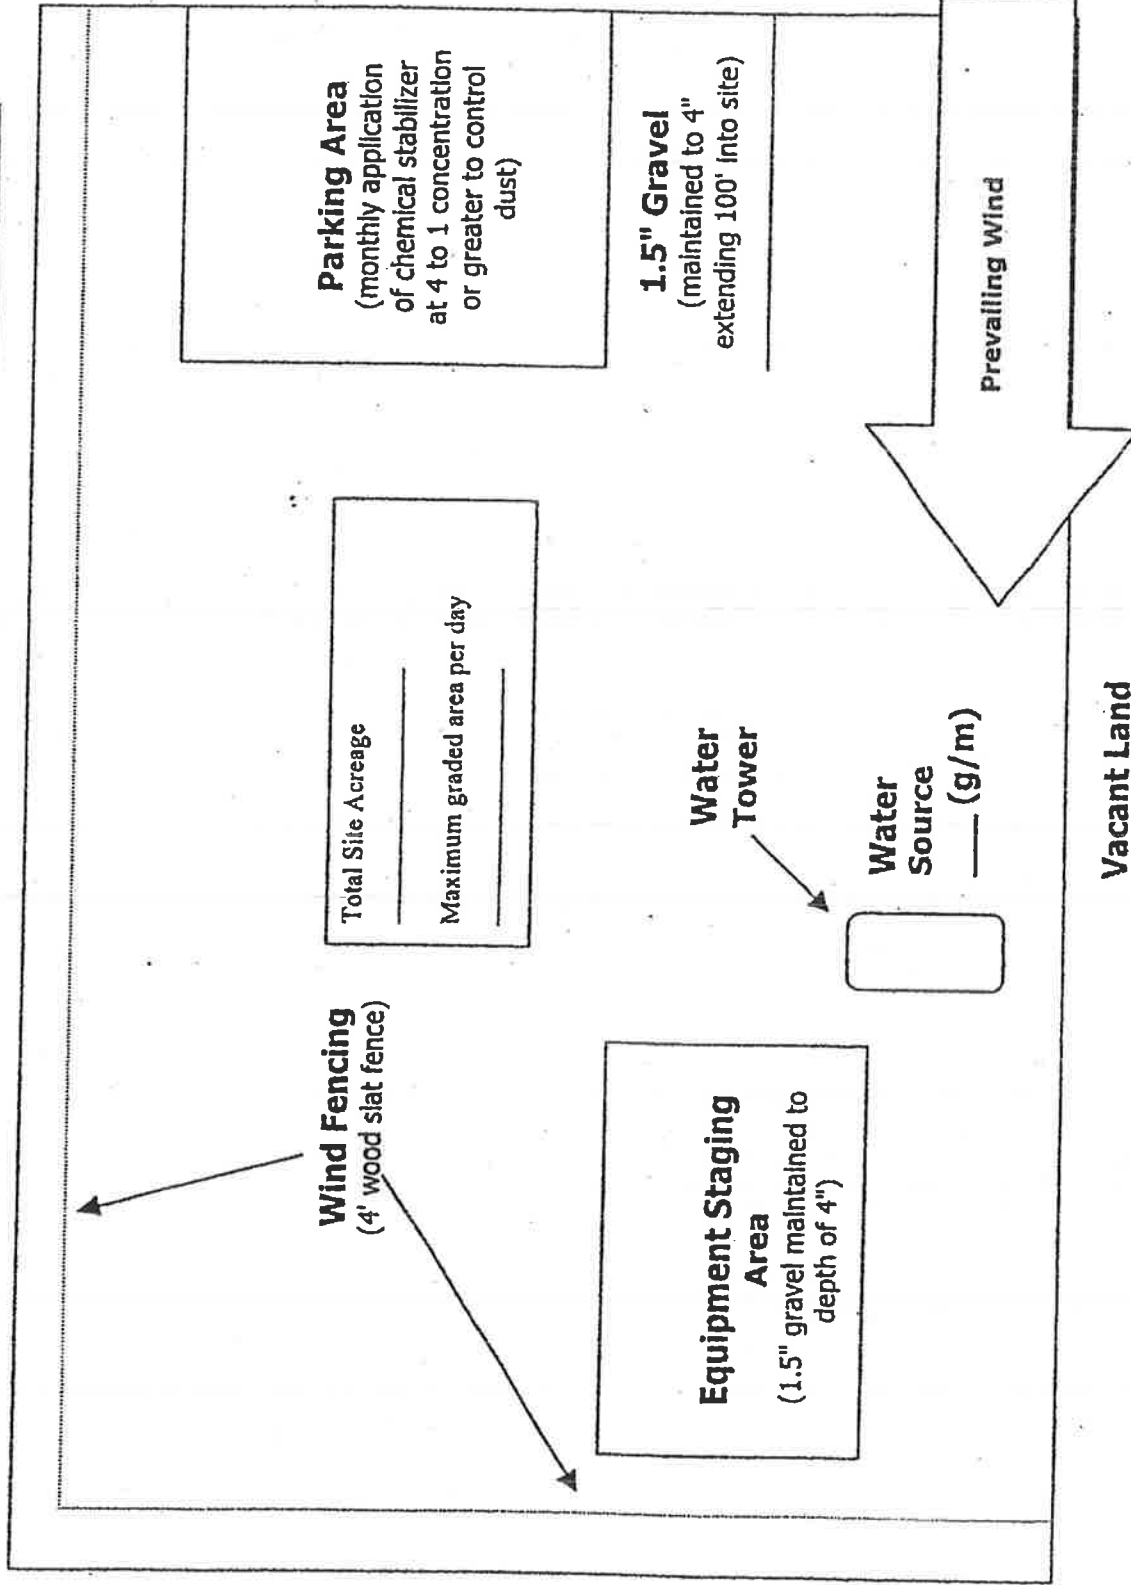 Wind Fencing
(4' wood slat fence)
Total Site Acreage
Maximum graded area per day
Parking Area
(monthly application
of chemical stabilizer
at 4 to 1 concentration
or greater to control
dust)
Equipment Staging
Area
(1.5" gravel maintained to
depth of 4")
Water
Tower
Water
Source
___ (g/m)
1.5" Gravel
(maintained to 4"
extending 100' into site)
Prevailing Wind
Vacant Land